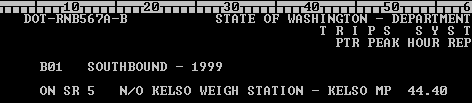 10 20 30 40 50 6
DOT-RNB567A-B STATE OF WASHINGTON - DEPARTMENT
T R I P S S Y S T
PTR PEAK HOUR REP
B01 SOUTHBOUND - 1999
ON SR 5 N/O KELSO WEIGH STATION - KELSO MP 44.40